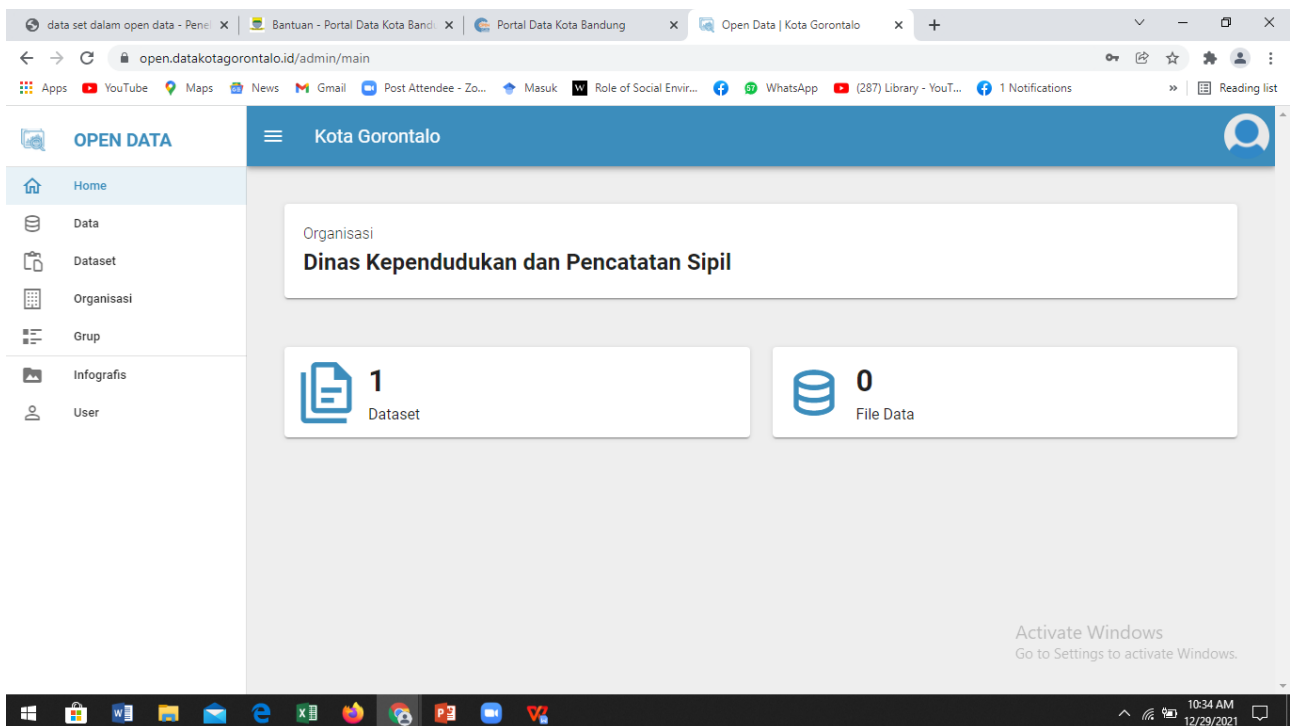 data set dalam open data - Penel
Bantuan - Portal Data Kota Bandu
Portal Data Kota Bandung
Open Data | Kota Gorontalo
open.datakotagorontalo.id/admin/main
Apps YouTube Maps News Gmail Post Attendee - Zo... Masuk Role of Social Envir... WhatsApp (287) Library - YouT... 1 Notifications » Reading list
OPEN DATA
Kota Gorontalo
Home
Data
Dataset
Organisasi
Grup
Infografis
User
Organisasi
Dinas Kependudukan dan Pencatatan Sipil
1
Dataset
0
File Data
Activate Windows
Go to Settings to activate Windows.
10:34 AM
12/29/2021